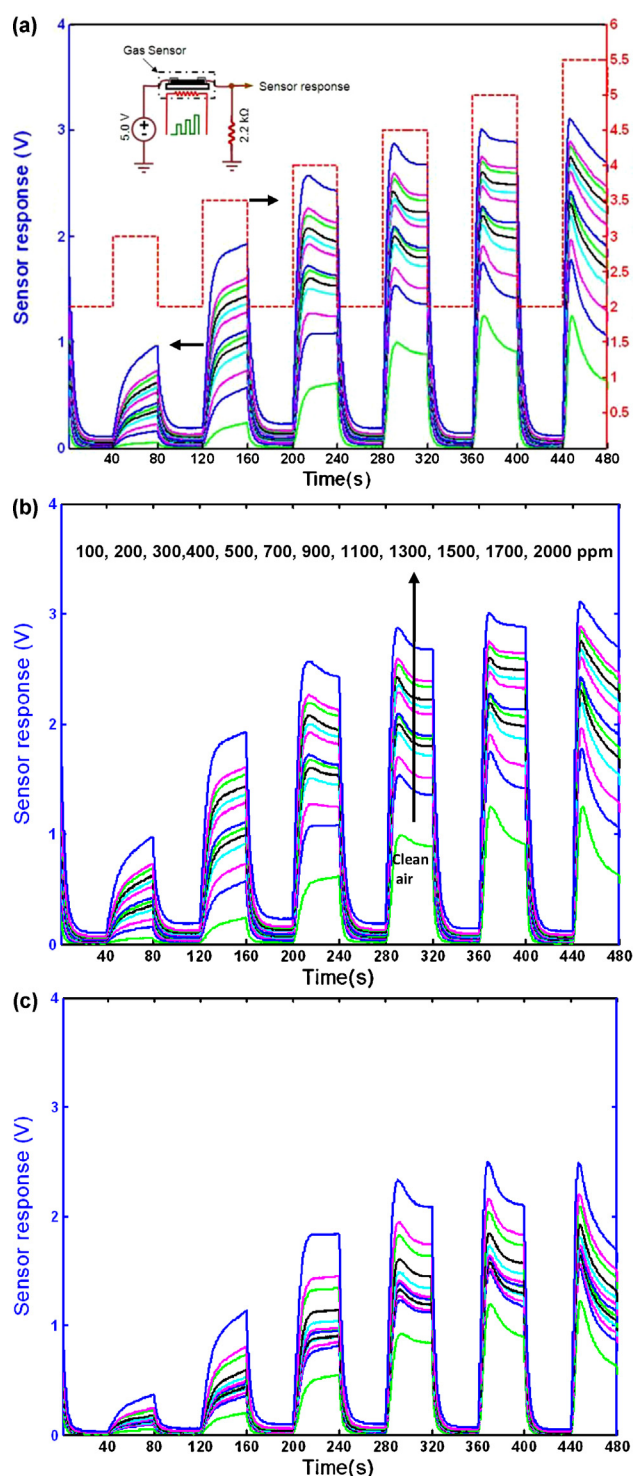 (a)
Gas Sensor
Sensor response
5.0 V
2.2 kΩ
Sensor response (V)
4
3
2
1
0
5.5
5
4.5
4
3.5
3
2.5
2
1.5
1
0.5
40 80 120 160 200 240 280 320 360 400 440 480
Time(s)
(b)
100, 200, 300,400, 500, 700, 900, 1100, 1300, 1500, 1700, 2000 ppm
Clean
air
Sensor response (V)
4
3
2
1
0
40 80 120 160 200 240 280 320 360 400 440 480
Time(s)
(c)
Sensor response (V)
4
3
2
1
0
40 80 120 160 200 240 280 320 360 400 440 480
Time(s)